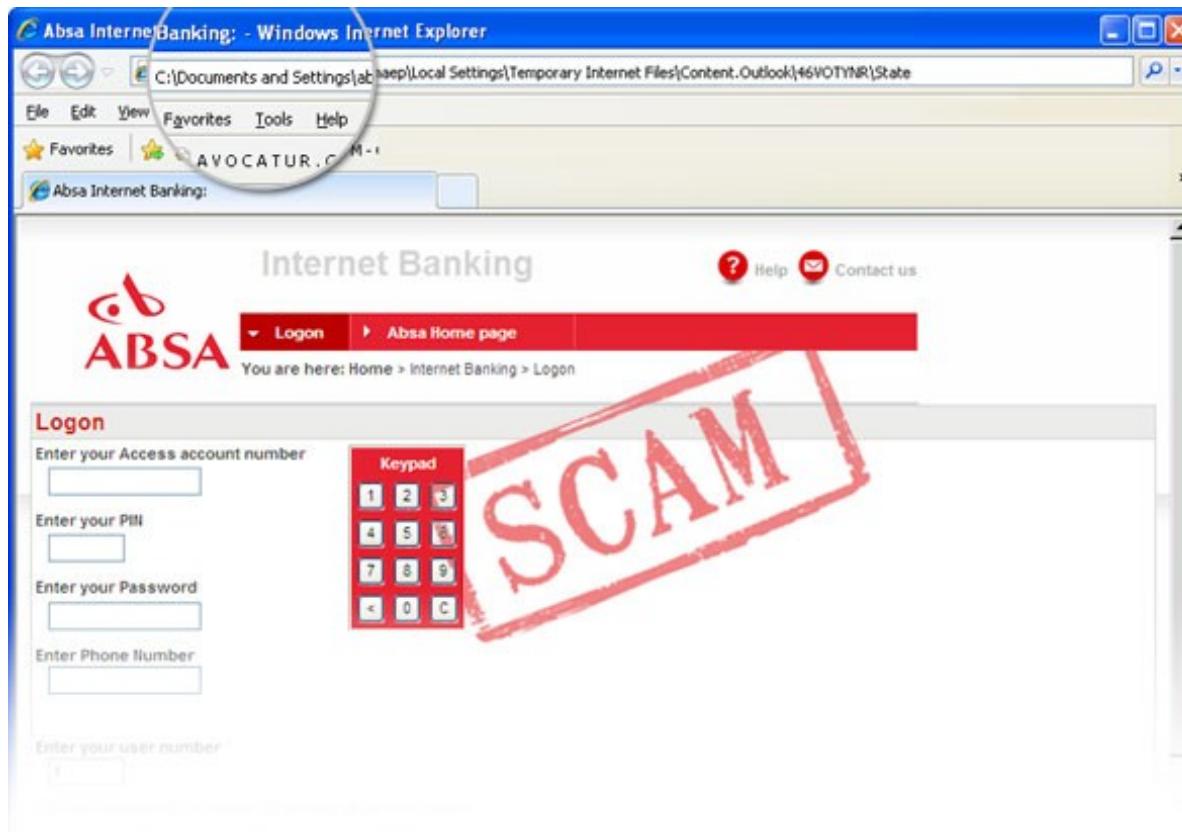 Absa Internet Banking: - Windows Internet Explorer
C:\Documents and Settings\ab aep\Local Settings\Temporary Internet Files\Content.Outlook\46VOTYNR\State
File Edit View Favorites Tools Help
Favorites AVOCATUR.C
Absa Internet Banking:
Internet Banking
Help Contact us
ABSA
Logon Absa Home page
You are here: Home > Internet Banking > Logon
Logon
Enter your Access account number
Keypad
1 2 3
Enter your PIN
4 5 6
7 8 9
Enter your Password
< 0 C
SCAM
Enter Phone Number
Enter your user number
1